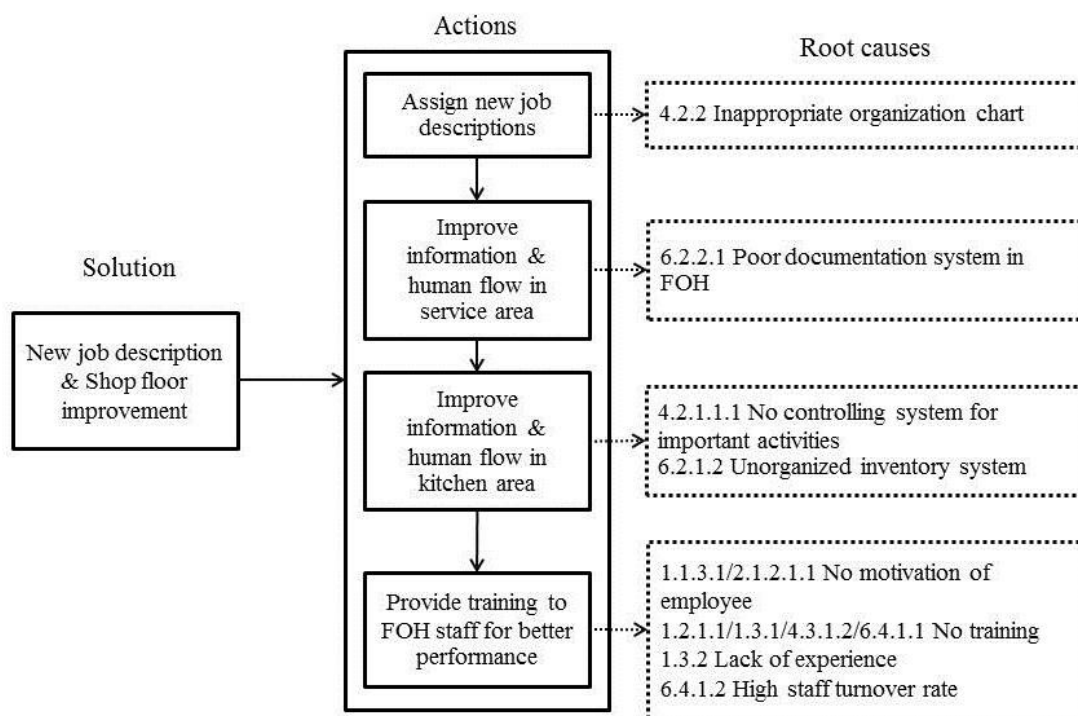 Actions
Root causes
Assign new job
descriptions
4.2.2 Inappropriate organization chart
Improve
information &
human flow in
service area
6.2.2.1 Poor documentation system in
FOH
Solution
New job description
& Shop floor
improvement
Improve
information &
human flow in
kitchen area
4.2.1.1.1 No controlling system for
important activities
6.2.1.2 Unorganized inventory system
Provide training to
FOH staff for better
performance
1.1.3.1/2.1.2.1.1 No motivation of
employee
1.2.1.1/1.3.1/4.3.1.2/6.4.1.1 No training
1.3.2 Lack of experience
6.4.1.2 High staff turnover rate